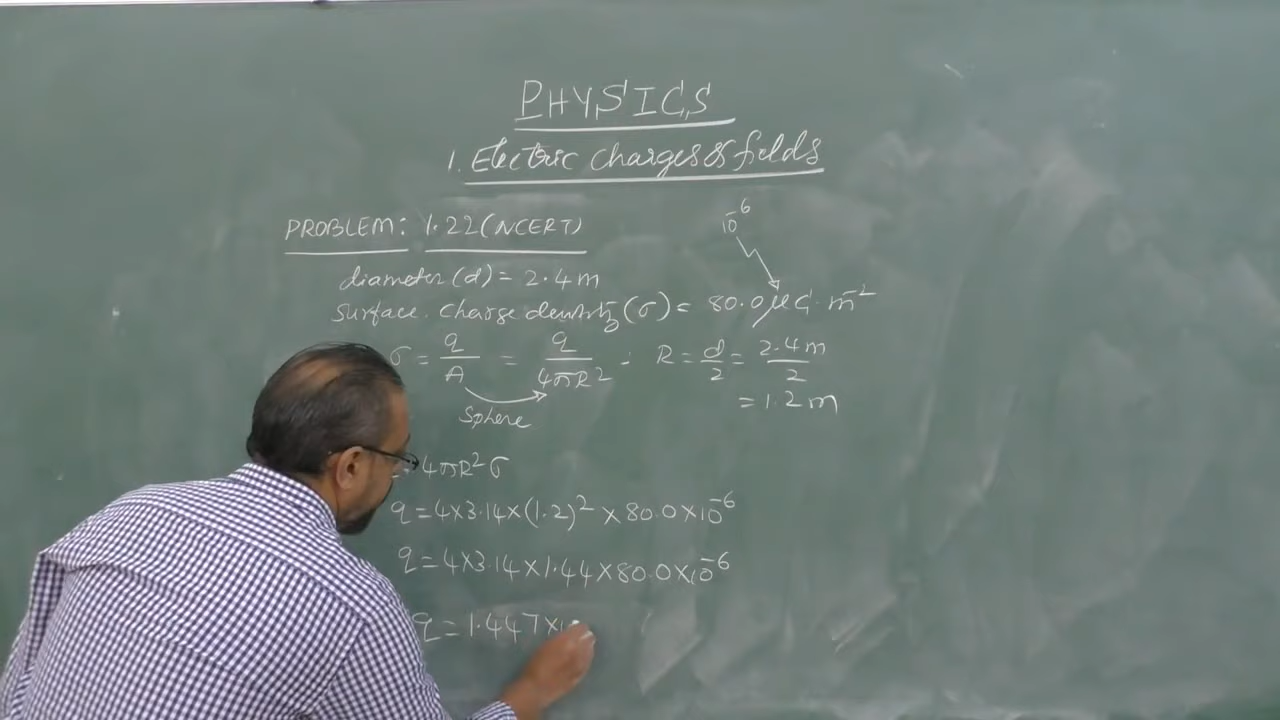 PHYSICS
1. Electric charges & fields
PROBLEM: 1.22 (NCERT)
10⁻⁶
diameter (d) = 2.4 m
Surface. Charge density (σ) = 80.0 μC m⁻²
σ = q/A = q/4πR² : R = d/2 = 2.4m/2
= 1.2 m
Sphere
4πR²σ
q = 4×3.14×(1.2)² × 80.0×10⁻⁶
q = 4×3.14×1.44×80.0×10⁻⁶
q = 1.447×1